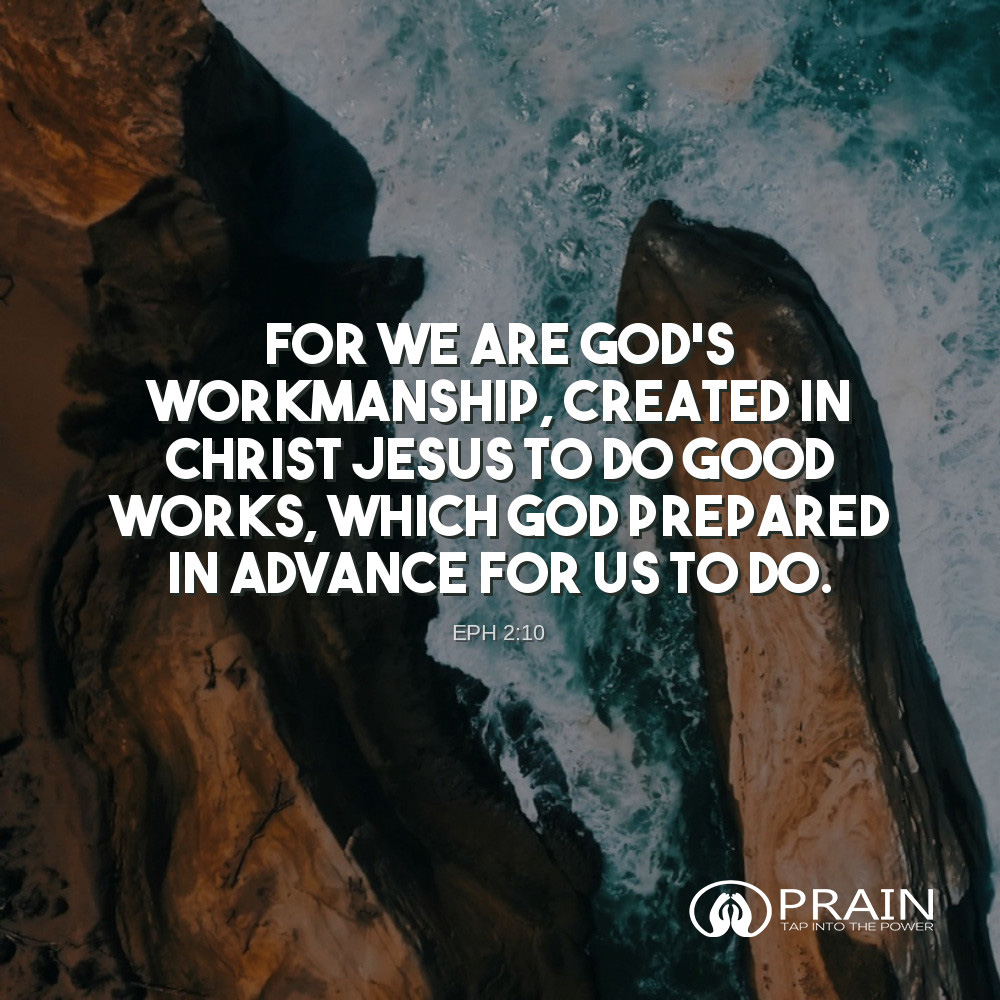 FOR WE ARE GOD'S
WORKMANSHIP, CREATED IN
CHRIST JESUS TO DO GOOD
WORKS, WHICH GOD PREPARED
IN ADVANCE FOR US TO DO.
EPH 2:10
PRAIN
TAP INTO THE POWER